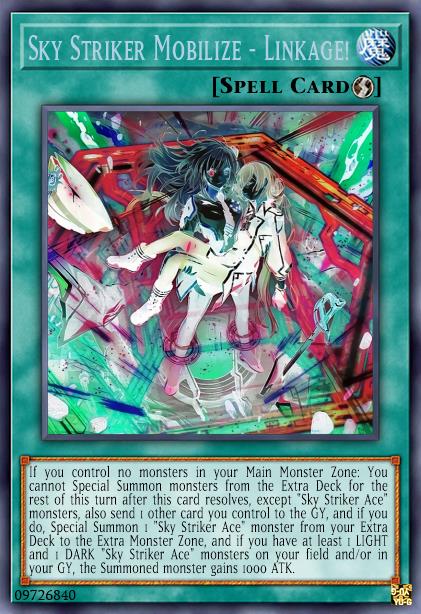 Sky Striker Mobilize - Linkage!
魔
[Spell Card]
If you control no monsters in your Main Monster Zone: You
cannot Special Summon monsters from the Extra Deck for the
rest of this turn after this card resolves, except "Sky Striker Ace"
monsters, also send 1 other card you control to the GY, and if you
do, Special Summon 1 "Sky Striker Ace" monster from your Extra
Deck to the Extra Monster Zone, and if you have at least 1 LIGHT
and 1 DARK "Sky Striker Ace" monsters on your field and/or in
your GY, the Summoned monster gains 1000 ATK.
09726840